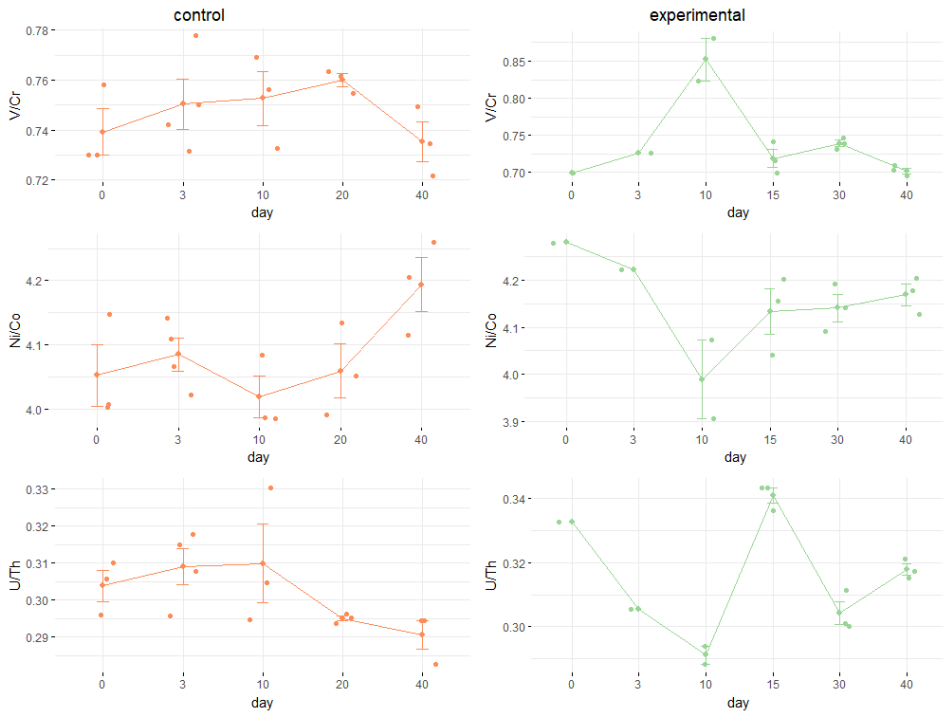 control
experimental
V/Cr
0.78
0.76
0.74
0.72
0 3 10 20 40
day
V/Cr
0.85
0.80
0.75
0.70
0 3 10 15 30 40
day
Ni/Co
4.2
4.1
4.0
0 3 10 20 40
day
Ni/Co
4.2
4.1
4.0
3.9
0 3 10 15 30 40
day
U/Th
0.33
0.32
0.31
0.30
0.29
0 3 10 20 40
day
U/Th
0.34
0.32
0.30
0 3 10 15 30 40
day